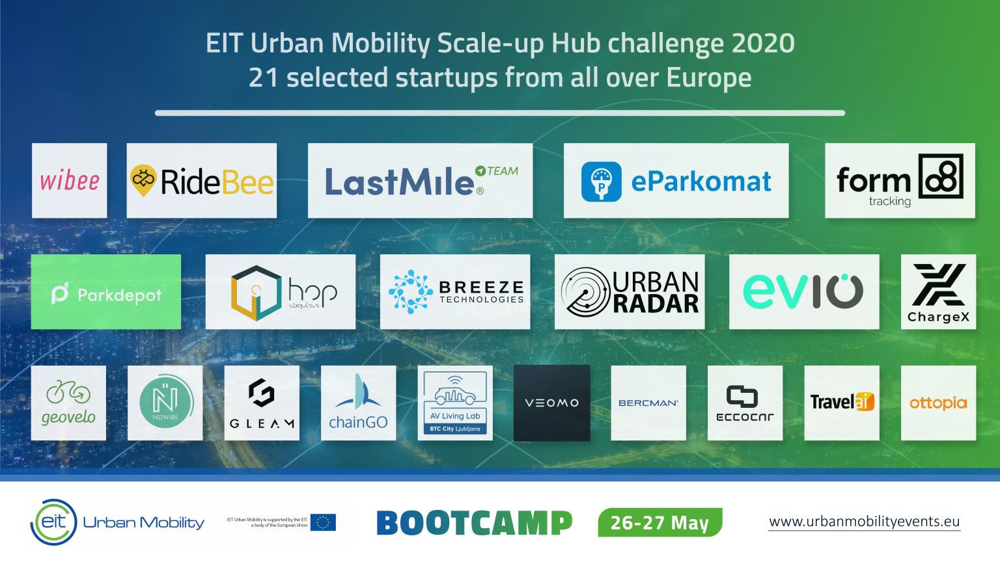 EIT Urban Mobility Scale-up Hub challenge 2020
21 selected startups from all over Europe
wibee
RideBee
LastMıle TEAM ®
eParkomat
P
form
tracking
Parkdepot
hop
ubiquitous
BREEZE
TECHNOLOGIES
URBAN
RADAR
evıo
ChargeX
geovelo
N̈
NÜWIEL
GLEAM
chainGO
AV Living Lab
BTC City Ljubljana
VEOMO
BERCMAN®
ECCOCAR
Travelai
ottopia
eit Urban Mobility
EIT Urban Mobility is supported by the EIT,
a body of the European Union
BOOTCAMP
26-27 May
www.urbanmobilityevents.eu